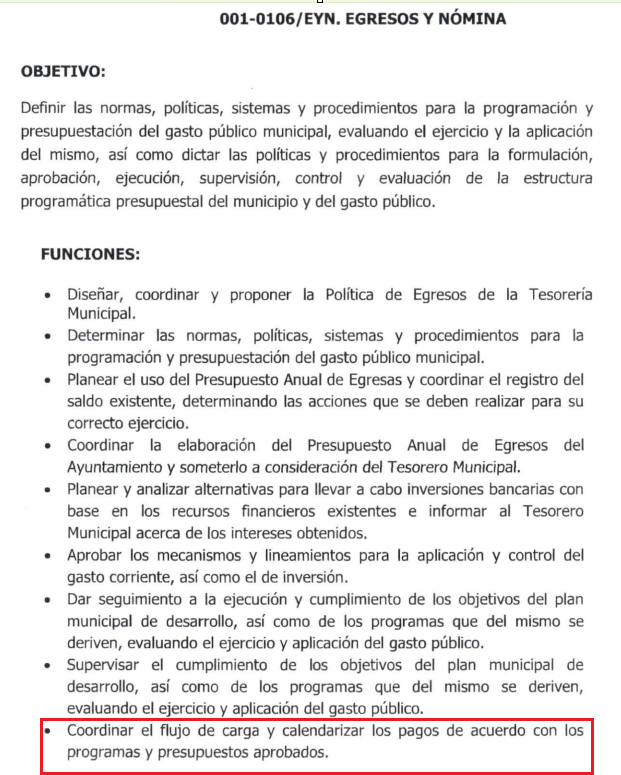 001-0106/EYN. EGRESOS Y NÓMINA
OBJETIVO:
Definir las normas, políticas, sistemas y procedimientos para la programación y
presupuestación del gasto público municipal, evaluando el ejercicio y la aplicación
del mismo, así como dictar las políticas y procedimientos para la formulación,
aprobación, ejecución, supervisión, control y evaluación de la estructura
programática presupuestal del municipio y del gasto público.
FUNCIONES:
• Diseñar, coordinar y proponer la Política de Egresos de la Tesorería
Municipal.
• Determinar las normas, políticas, sistemas y procedimientos para la
programación y presupuestación del gasto público municipal.
• Planear el uso del Presupuesto Anual de Egresas y coordinar el registro del
saldo existente, determinando las acciones que se deben realizar para su
correcto ejercicio.
• Coordinar la elaboración del Presupuesto Anual de Egresos del
Ayuntamiento y someterlo a consideración del Tesorero Municipal.
• Planear y analizar alternativas para llevar a cabo inversiones bancarias con
base en los recursos financieros existentes e informar al Tesorero
Municipal acerca de los intereses obtenidos.
• Aprobar los mecanismos y lineamientos para la aplicación y control del
gasto corriente, así como el de inversión.
• Dar seguimiento a la ejecución y cumplimiento de los objetivos del plan
municipal de desarrollo, así como de los programas que del mismo se
deriven, evaluando el ejercicio y aplicación del gasto público.
• Supervisar el cumplimiento de los objetivos del plan municipal de
desarrollo, así como de los programas que del mismo se deriven,
evaluando el ejercicio y aplicación del gasto público.
• Coordinar el flujo de carga y calendarizar los pagos de acuerdo con los
programas y presupuestos aprobados.